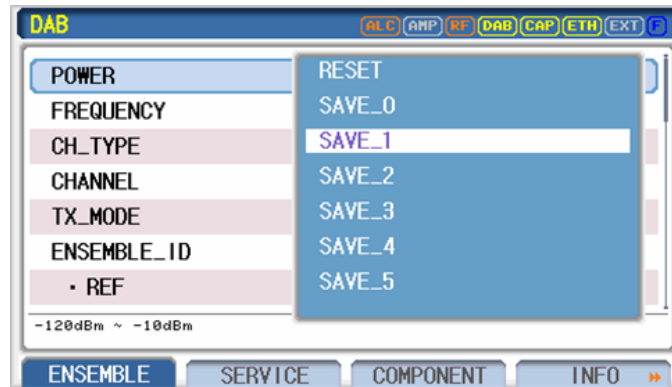 DAB ALC AMP RF DAB CAP ETH EXT F
POWER
FREQUENCY
CH_TYPE
CHANNEL
TX_MODE
ENSEMBLE_ID
· REF
RESET
SAVE_0
SAVE_1
SAVE_2
SAVE_3
SAVE_4
SAVE_5
-120dBm ~ -10dBm
ENSEMBLE SERVICE COMPONENT INFO